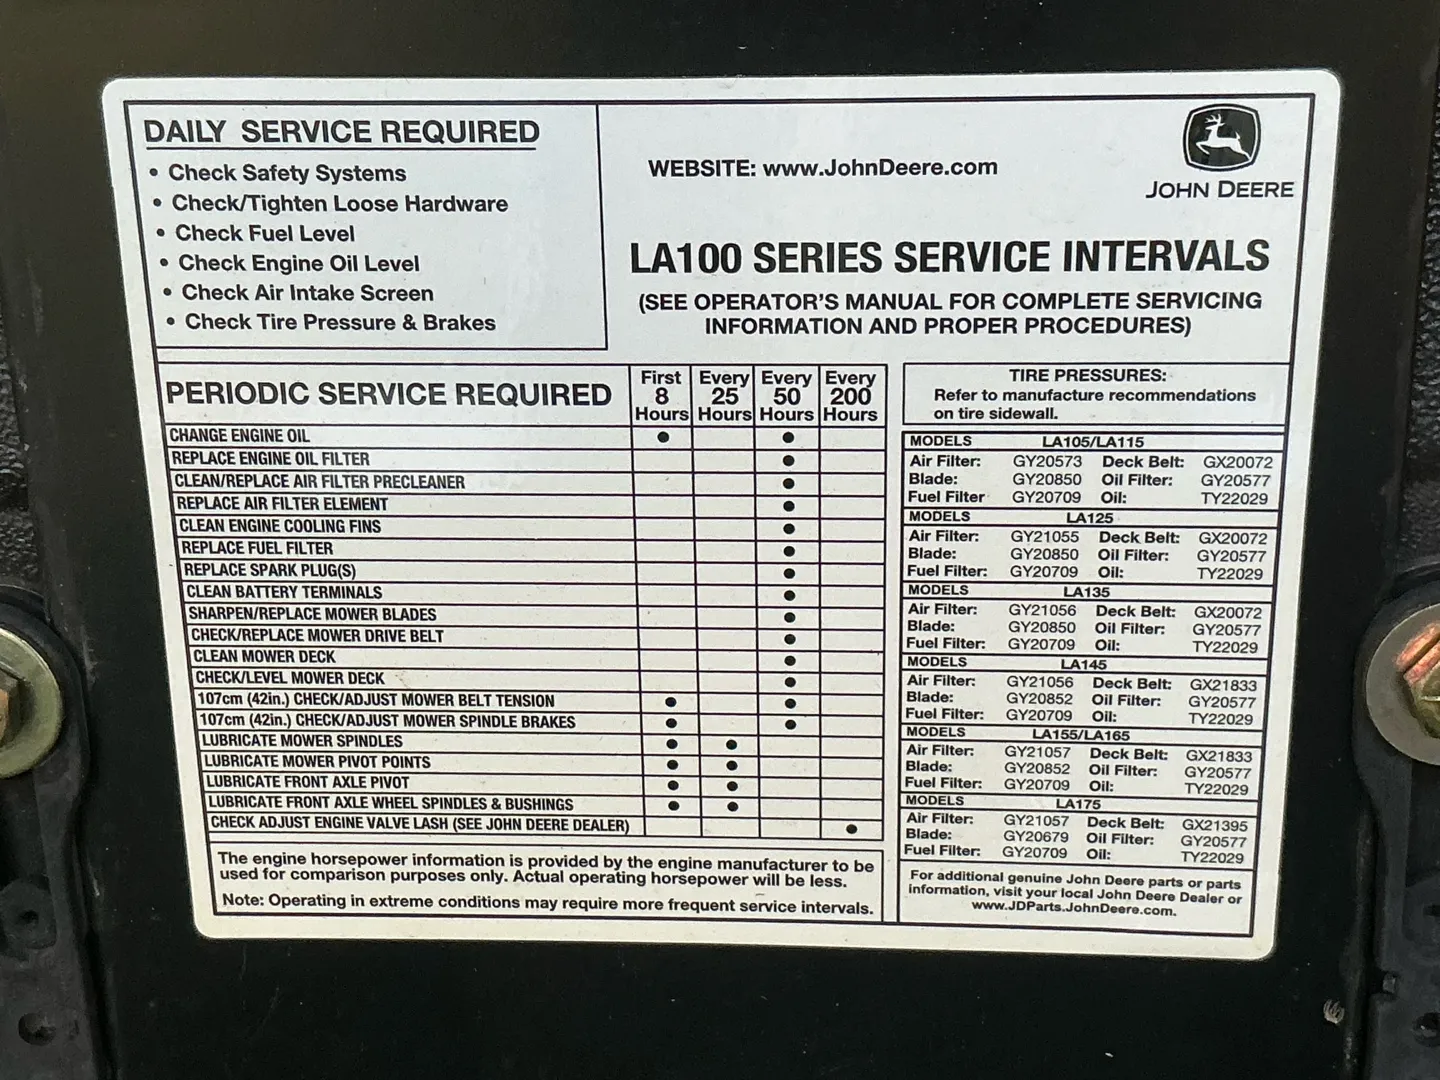 DAILY SERVICE REQUIRED
• Check Safety Systems
• Check/Tighten Loose Hardware
• Check Fuel Level
• Check Engine Oil Level
• Check Air Intake Screen
• Check Tire Pressure & Brakes
WEBSITE: www.JohnDeere.com
JOHN DEERE
LA100 SERIES SERVICE INTERVALS
(SEE OPERATOR'S MANUAL FOR COMPLETE SERVICING
INFORMATION AND PROPER PROCEDURES)
PERIODIC SERVICE REQUIRED
First 8 Hours
Every 25 Hours
Every 50 Hours
Every 200 Hours
CHANGE ENGINE OIL • •
REPLACE ENGINE OIL FILTER •
CLEAN/REPLACE AIR FILTER PRECLEANER •
REPLACE AIR FILTER ELEMENT •
CLEAN ENGINE COOLING FINS •
REPLACE FUEL FILTER •
REPLACE SPARK PLUG(S) •
CLEAN BATTERY TERMINALS •
SHARPEN/REPLACE MOWER BLADES •
CHECK/REPLACE MOWER DRIVE BELT •
CLEAN MOWER DECK •
CHECK/LEVEL MOWER DECK •
107cm (42in.) CHECK/ADJUST MOWER BELT TENSION • •
107cm (42in.) CHECK/ADJUST MOWER SPINDLE BRAKES • •
LUBRICATE MOWER SPINDLES • •
LUBRICATE MOWER PIVOT POINTS • •
LUBRICATE FRONT AXLE PIVOT • •
LUBRICATE FRONT AXLE WHEEL SPINDLES & BUSHINGS • •
CHECK ADJUST ENGINE VALVE LASH (SEE JOHN DEERE DEALER) •
The engine horsepower information is provided by the engine manufacturer to be
used for comparison purposes only. Actual operating horsepower will be less.
Note: Operating in extreme conditions may require more frequent service intervals.
TIRE PRESSURES:
Refer to manufacture recommendations
on tire sidewall.
MODELS LA105/LA115
Air Filter: GY20573 Deck Belt: GX20072
Blade: GY20850 Oil Filter: GY20577
Fuel Filter GY20709 Oil: TY22029
MODELS LA125
Air Filter: GY21055 Deck Belt: GX20072
Blade: GY20850 Oil Filter: GY20577
Fuel Filter: GY20709 Oil: TY22029
MODELS LA135
Air Filter: GY21056 Deck Belt: GX20072
Blade: GY20850 Oil Filter: GY20577
Fuel Filter: GY20709 Oil: TY22029
MODELS LA145
Air Filter: GY21056 Deck Belt: GX21833
Blade: GY20852 Oil Filter: GY20577
Fuel Filter: GY20709 Oil: TY22029
MODELS LA155/LA165
Air Filter: GY21057 Deck Belt: GX21833
Blade: GY20852 Oil Filter: GY20577
Fuel Filter: GY20709 Oil: TY22029
MODELS LA175
Air Filter: GY21057 Deck Belt: GX21395
Blade: GY20679 Oil Filter: GY20577
Fuel Filter: GY20709 Oil: TY22029
For additional genuine John Deere parts or parts
information, visit your local John Deere Dealer or
www.JDParts.JohnDeere.com.